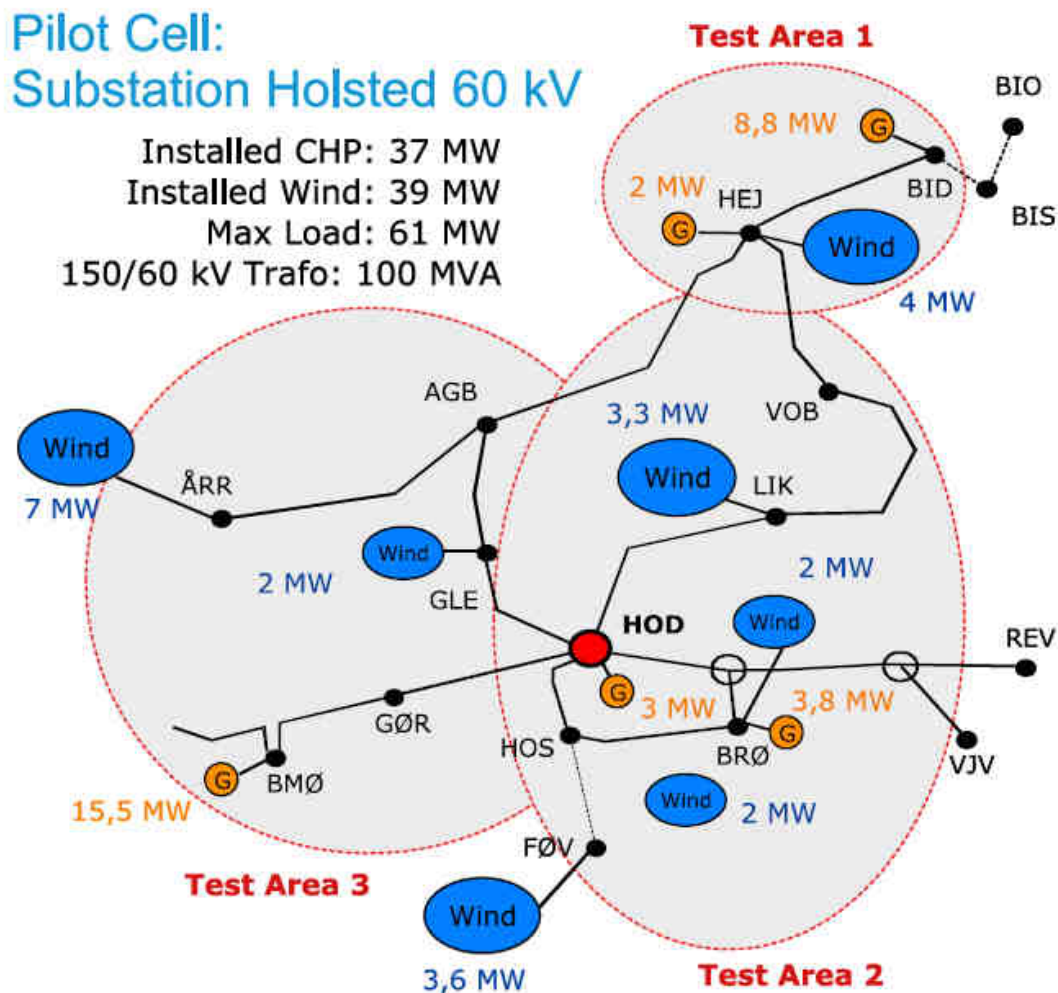 Pilot Cell:
Substation Holsted 60 kV
Installed CHP: 37 MW
Installed Wind: 39 MW
Max Load: 61 MW
150/60 kV Trafo: 100 MVA
Test Area 1
BIO
8,8 MW
G
BID
BIS
2 MW
HEJ
G
Wind
4 MW
AGB
3,3 MW
VOB
Wind
Wind
ÅRR
LIK
7 MW
Wind
2 MW
2 MW
GLE
HOD
Wind
REV
G
3 MW
3,8 MW
GØR
HOS
BRØ
G
VJV
G
BMØ
15,5 MW
Wind
2 MW
FØV
Test Area 3
Wind
3,6 MW
Test Area 2